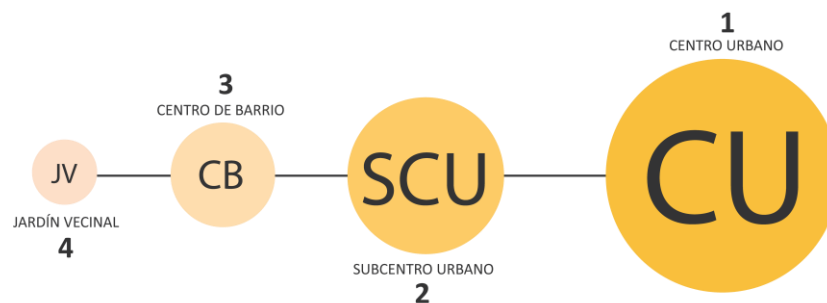 JV
JARDÍN VECINAL
4
3
CENTRO DE BARRIO
CB
SCU
SUBCENTRO URBANO
2
1
CENTRO URBANO
CU